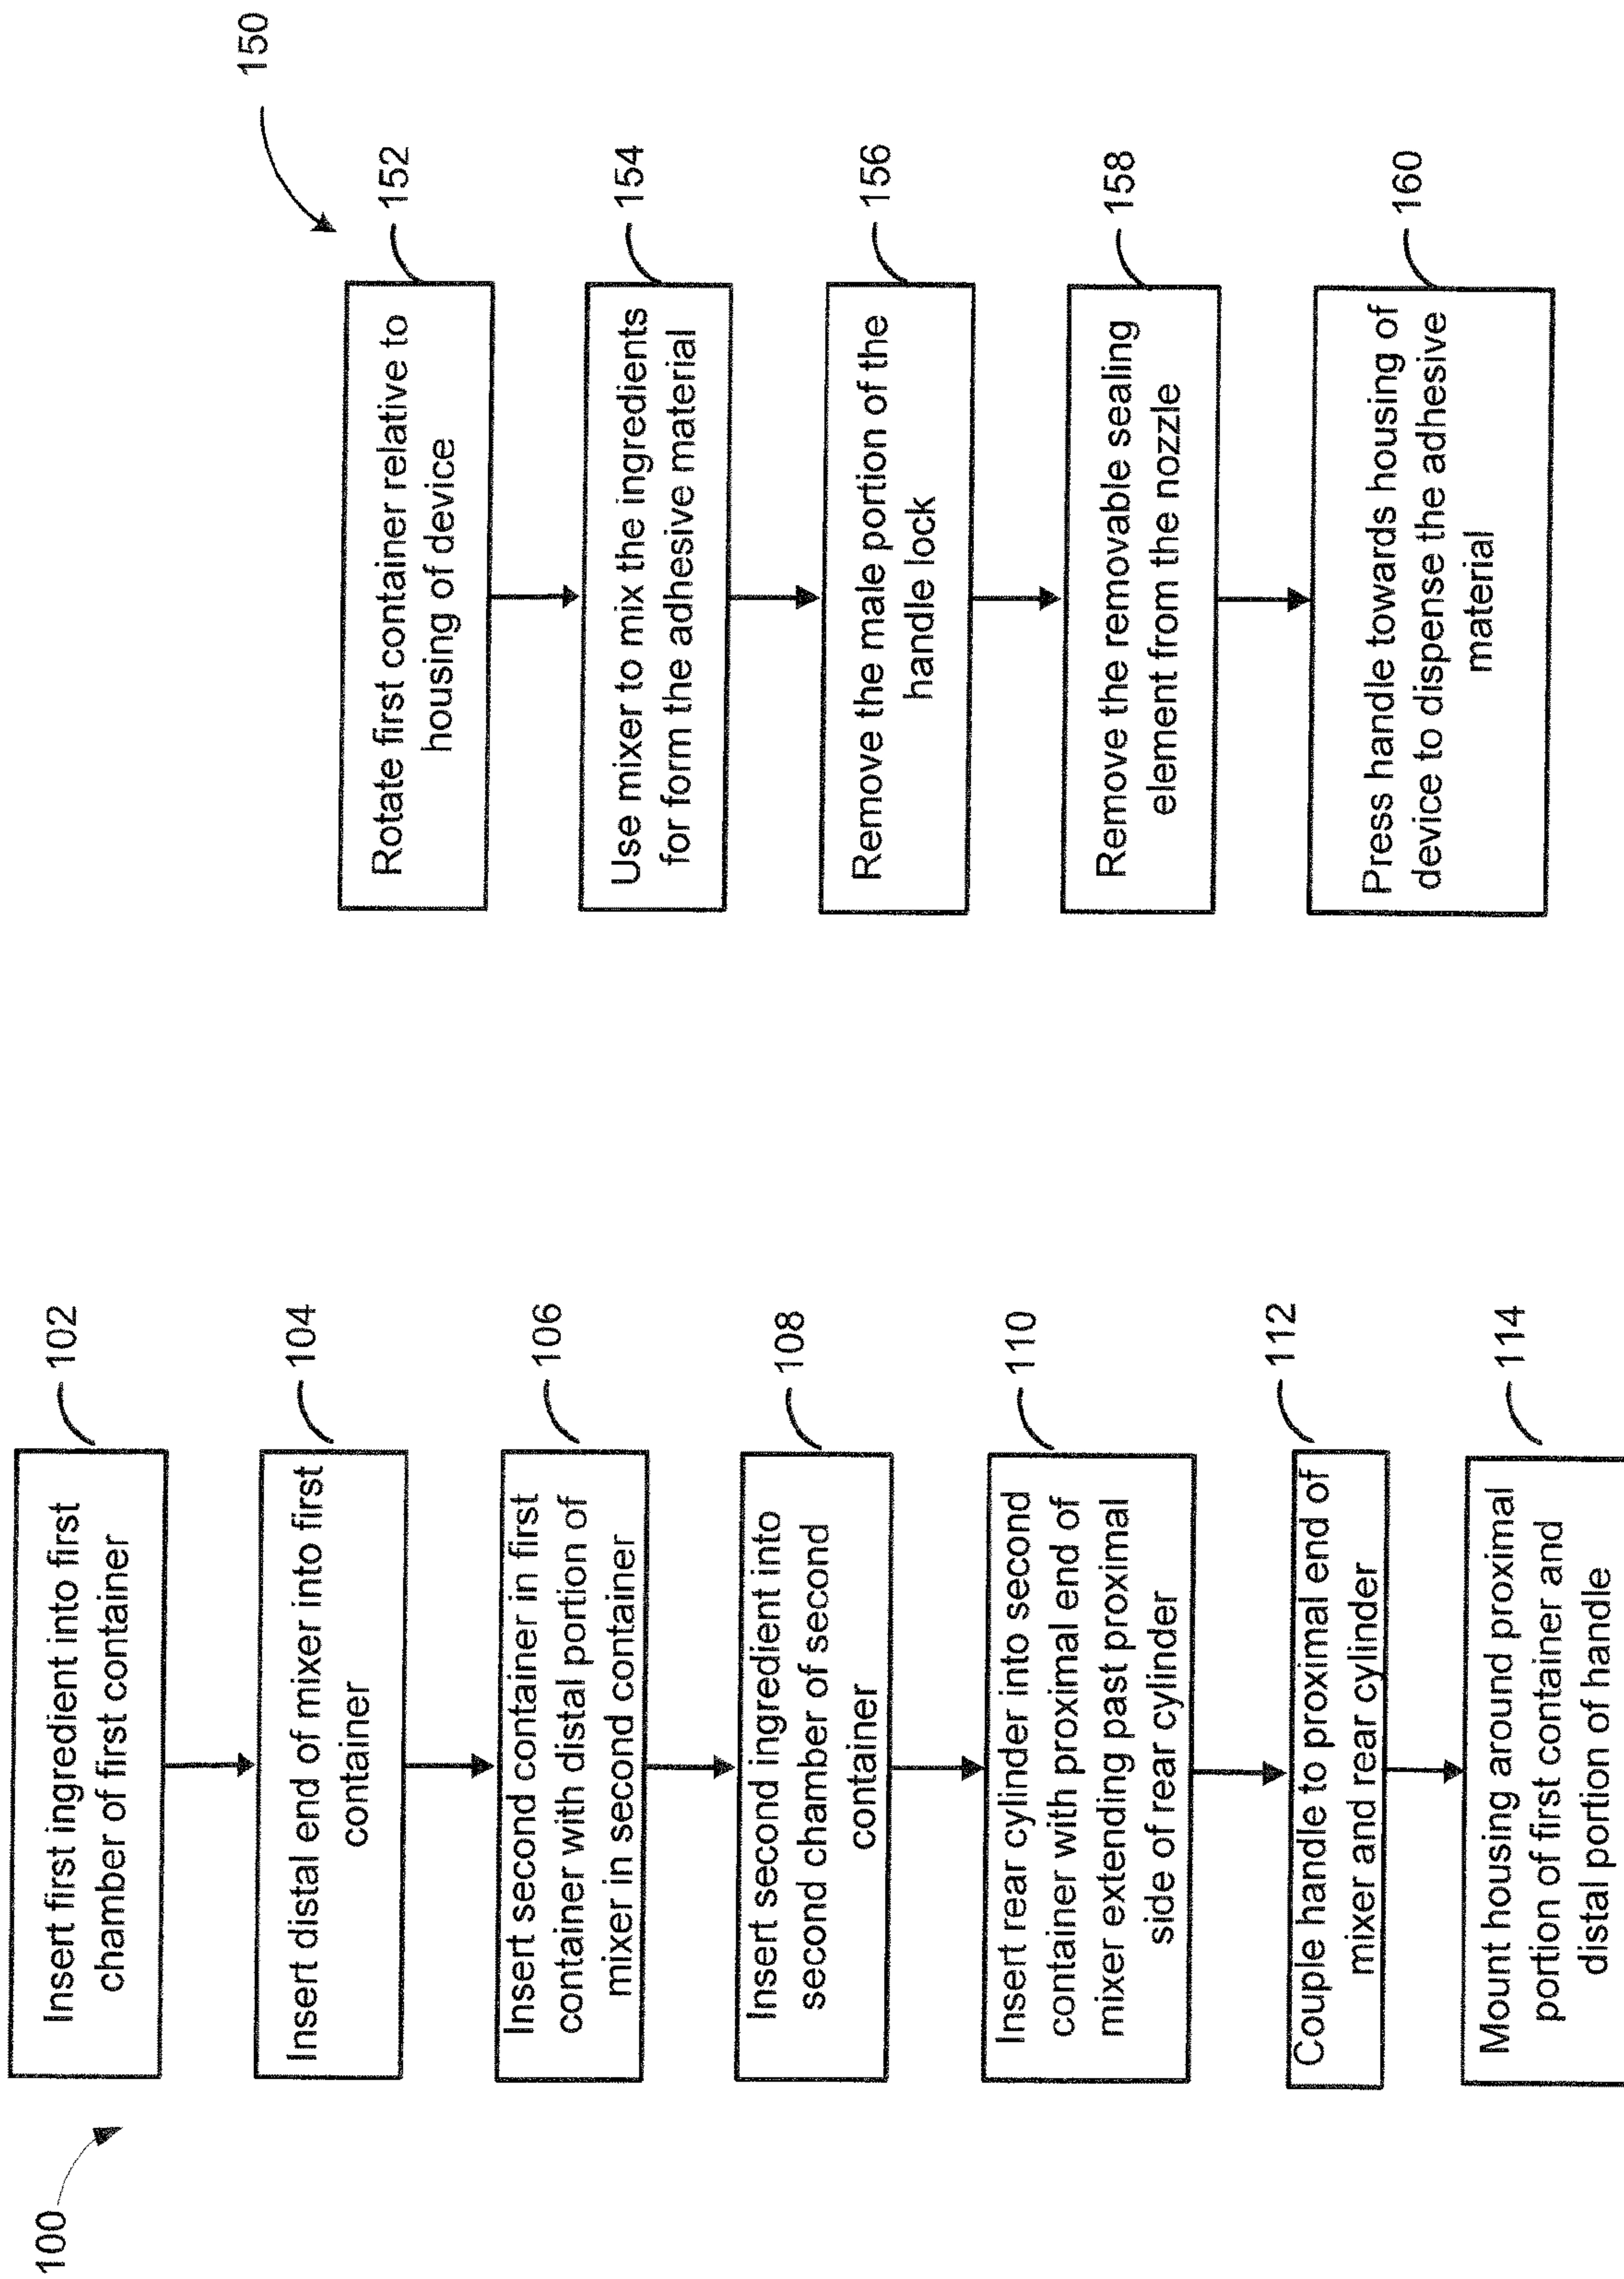 100
Insert first ingredient into first
chamber of first container
102
Insert distal end of mixer into first
container
104
Insert second container in first
container with distal portion of
mixer in second container
106
Insert second ingredient into
second chamber of second
container
108
Insert rear cylinder into second
container with proximal end of
mixer extending past proximal
side of rear cylinder
110
Couple handle to proximal end of
mixer and rear cylinder
112
Mount housing around proximal
portion of first container and
distal portion of handle
114
150
Rotate first container relative to
housing of device
152
Use mixer to mix the ingredients
for form the adhesive material
154
Remove the male portion of the
handle lock
156
Remove the removable sealing
element from the nozzle
158
Press handle towards housing of
device to dispense the adhesive
material
160